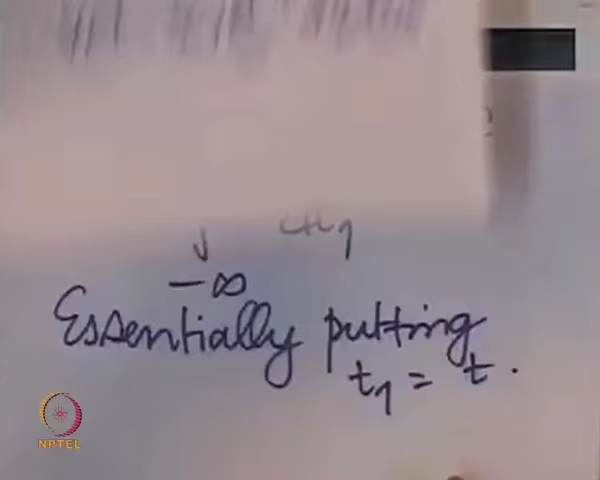 -∞
Essentially putting
t₁ = t.
NPTEL